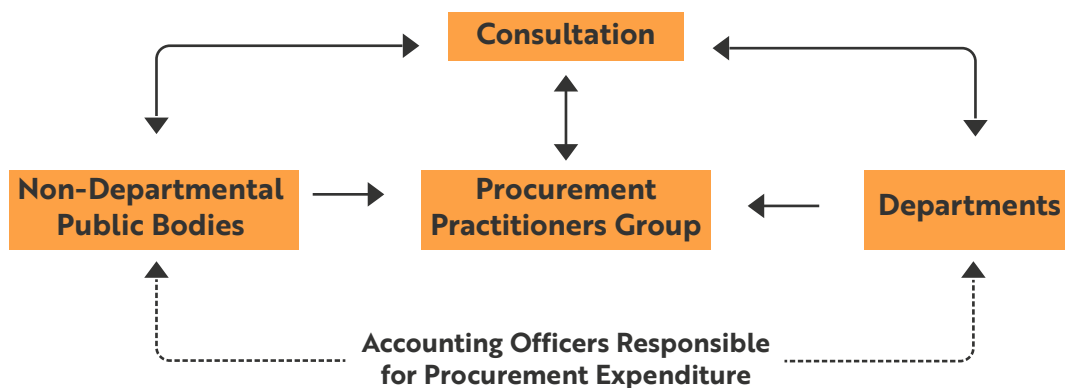 Consultation
Non-Departmental
Public Bodies
Procurement
Practitioners Group
Departments
Accounting Officers Responsible
for Procurement Expenditure